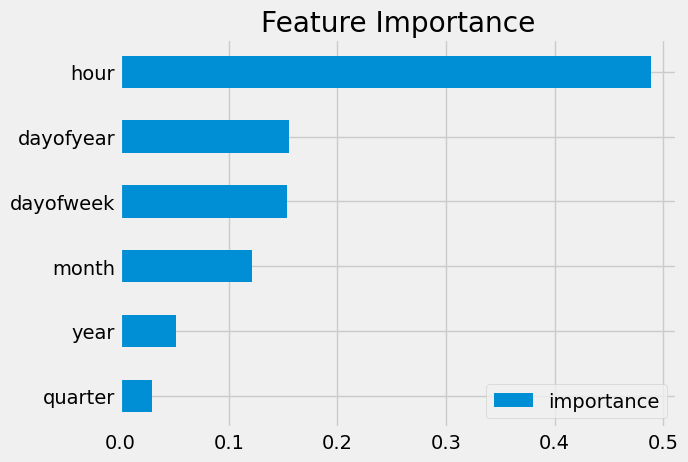 Feature Importance
hour
dayofyear
dayofweek
month
year
quarter
importance
0.0 0.1 0.2 0.3 0.4 0.5